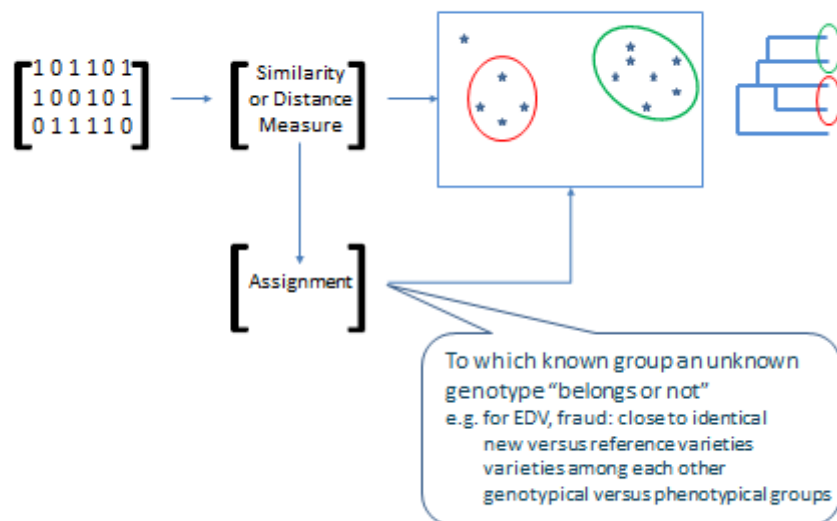 1 0 1 1 0 1
1 0 0 1 0 1
0 1 1 1 1 0
Similarity
or Distance
Measure
Assignment
To which known group an unknown
genotype “belongs or not”
e.g. for EDV, fraud: close to identical
new versus reference varieties
varieties among each other
genotypical versus phenotypical groups